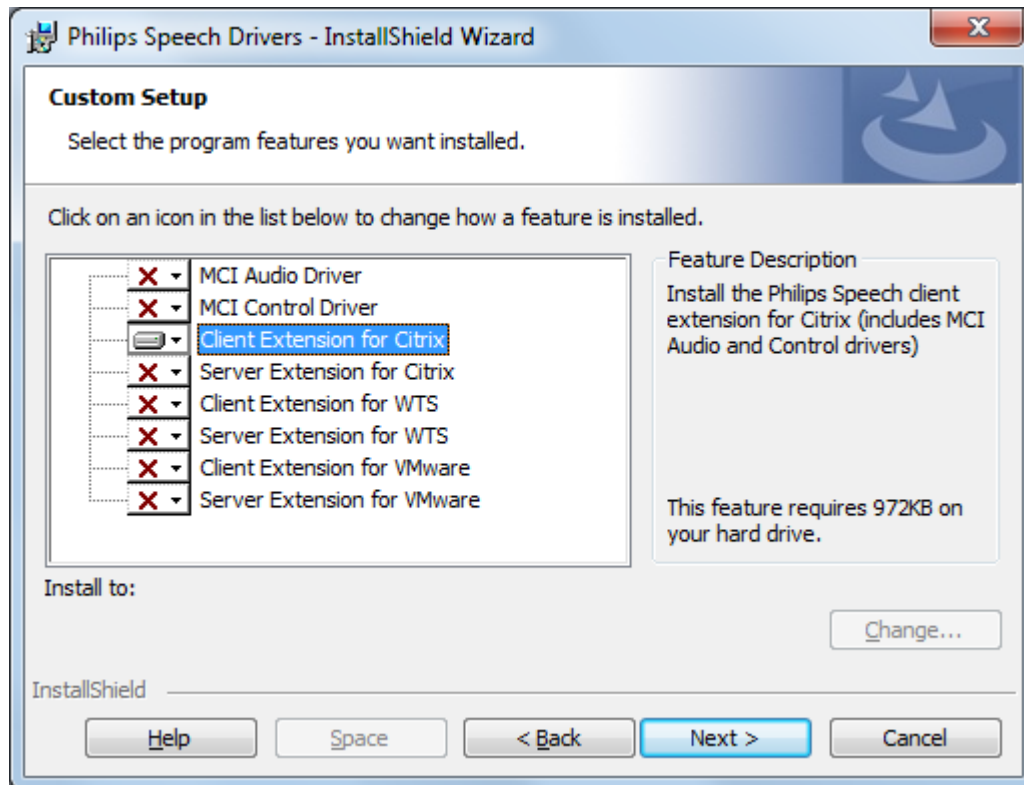 Philips Speech Drivers - InstallShield Wizard
Custom Setup
Select the program features you want installed.
Click on an icon in the list below to change how a feature is installed.
MCI Audio Driver
MCI Control Driver
Client Extension for Citrix
Server Extension for Citrix
Client Extension for WTS
Server Extension for WTS
Client Extension for VMware
Server Extension for VMware
Feature Description
Install the Philips Speech client
extension for Citrix (includes MCI
Audio and Control drivers)
This feature requires 972KB on
your hard drive.
Install to:
Change...
InstallShield
Help
Space
< Back
Next >
Cancel